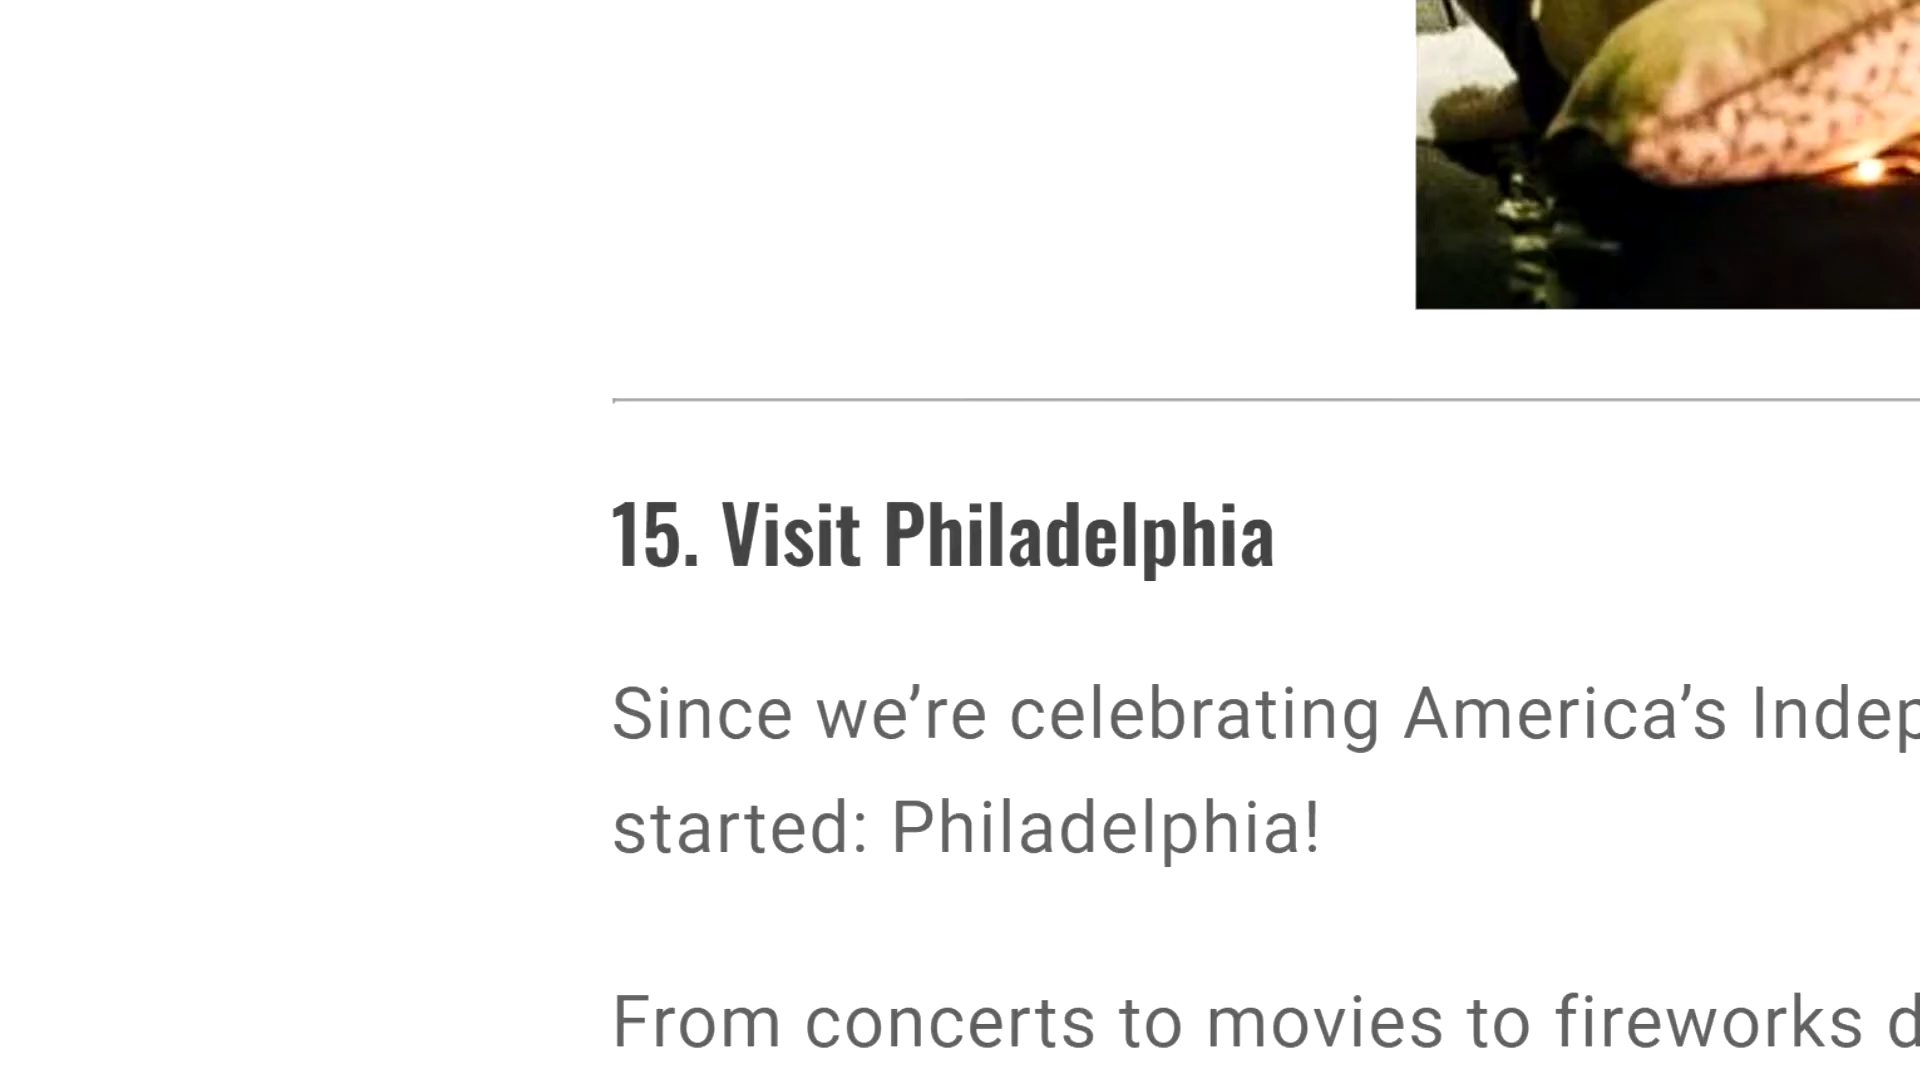 15. Visit Philadelphia
Since we’re celebrating America’s Indep
started: Philadelphia!
From concerts to movies to fireworks d